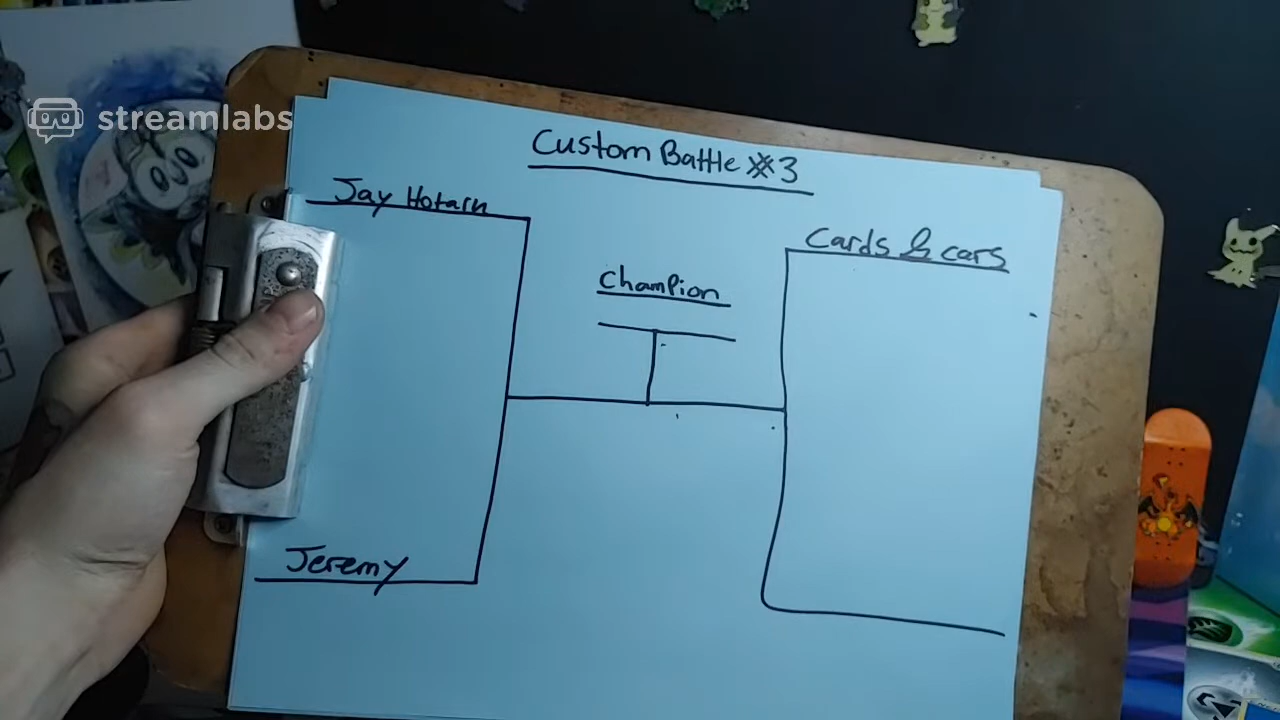 streamlabs
Custom Battle #3
Jay Hotarn
Cards & cars
Champion
Jeremy